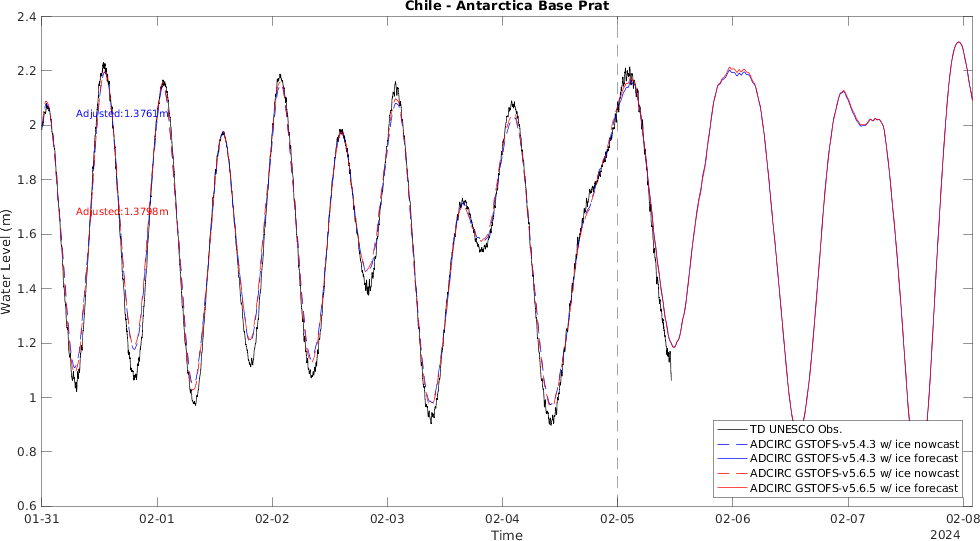 Chile - Antarctica Base Prat
2.4
2.2
2
1.8
1.6
1.4
1.2
1
0.8
0.6
Water Level (m)
Adjusted:1.3761m
Adjusted:1.3798m
TD UNESCO Obs.
ADCIRC GSTOFS-v5.4.3 w/ ice nowcast
ADCIRC GSTOFS-v5.4.3 w/ ice forecast
ADCIRC GSTOFS-v5.6.5 w/ ice nowcast
ADCIRC GSTOFS-v5.6.5 w/ ice forecast
01-31 02-01 02-02 02-03 02-04 02-05 02-06 02-07 02-08
Time
2024